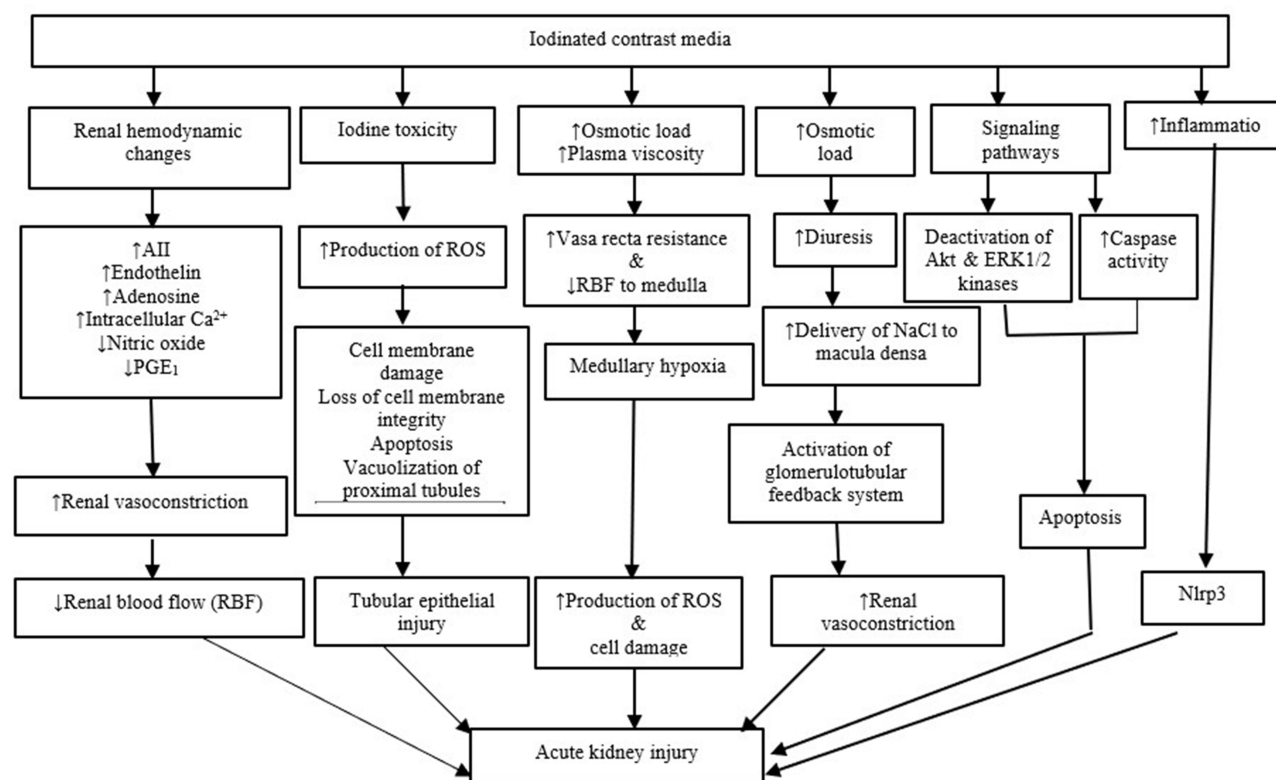 Iodinated contrast media
Renal hemodynamic
changes
Iodine toxicity
↑Osmotic load
↑Plasma viscosity
↑Osmotic
load
Signaling
pathways
↑Inflammatio
↑AII
↑Endothelin
↑Adenosine
↑Intracellular Ca²⁺
↓Nitric oxide
↓PGE₁
↑Production of ROS
↑Vasa recta resistance
&
↓RBF to medulla
↑Diuresis
Deactivation of
Akt & ERK1/2
kinases
↑Caspase
activity
Cell membrane
damage
Loss of cell membrane
integrity
Apoptosis
Vacuolization of
proximal tubules
Medullary hypoxia
↑Delivery of NaCl to
macula densa
Activation of
glomerulotubular
feedback system
↑Renal vasoconstriction
Apoptosis
↓Renal blood flow (RBF)
Tubular epithelial
injury
↑Production of ROS
&
cell damage
↑Renal
vasoconstriction
Nlrp3
Acute kidney injury